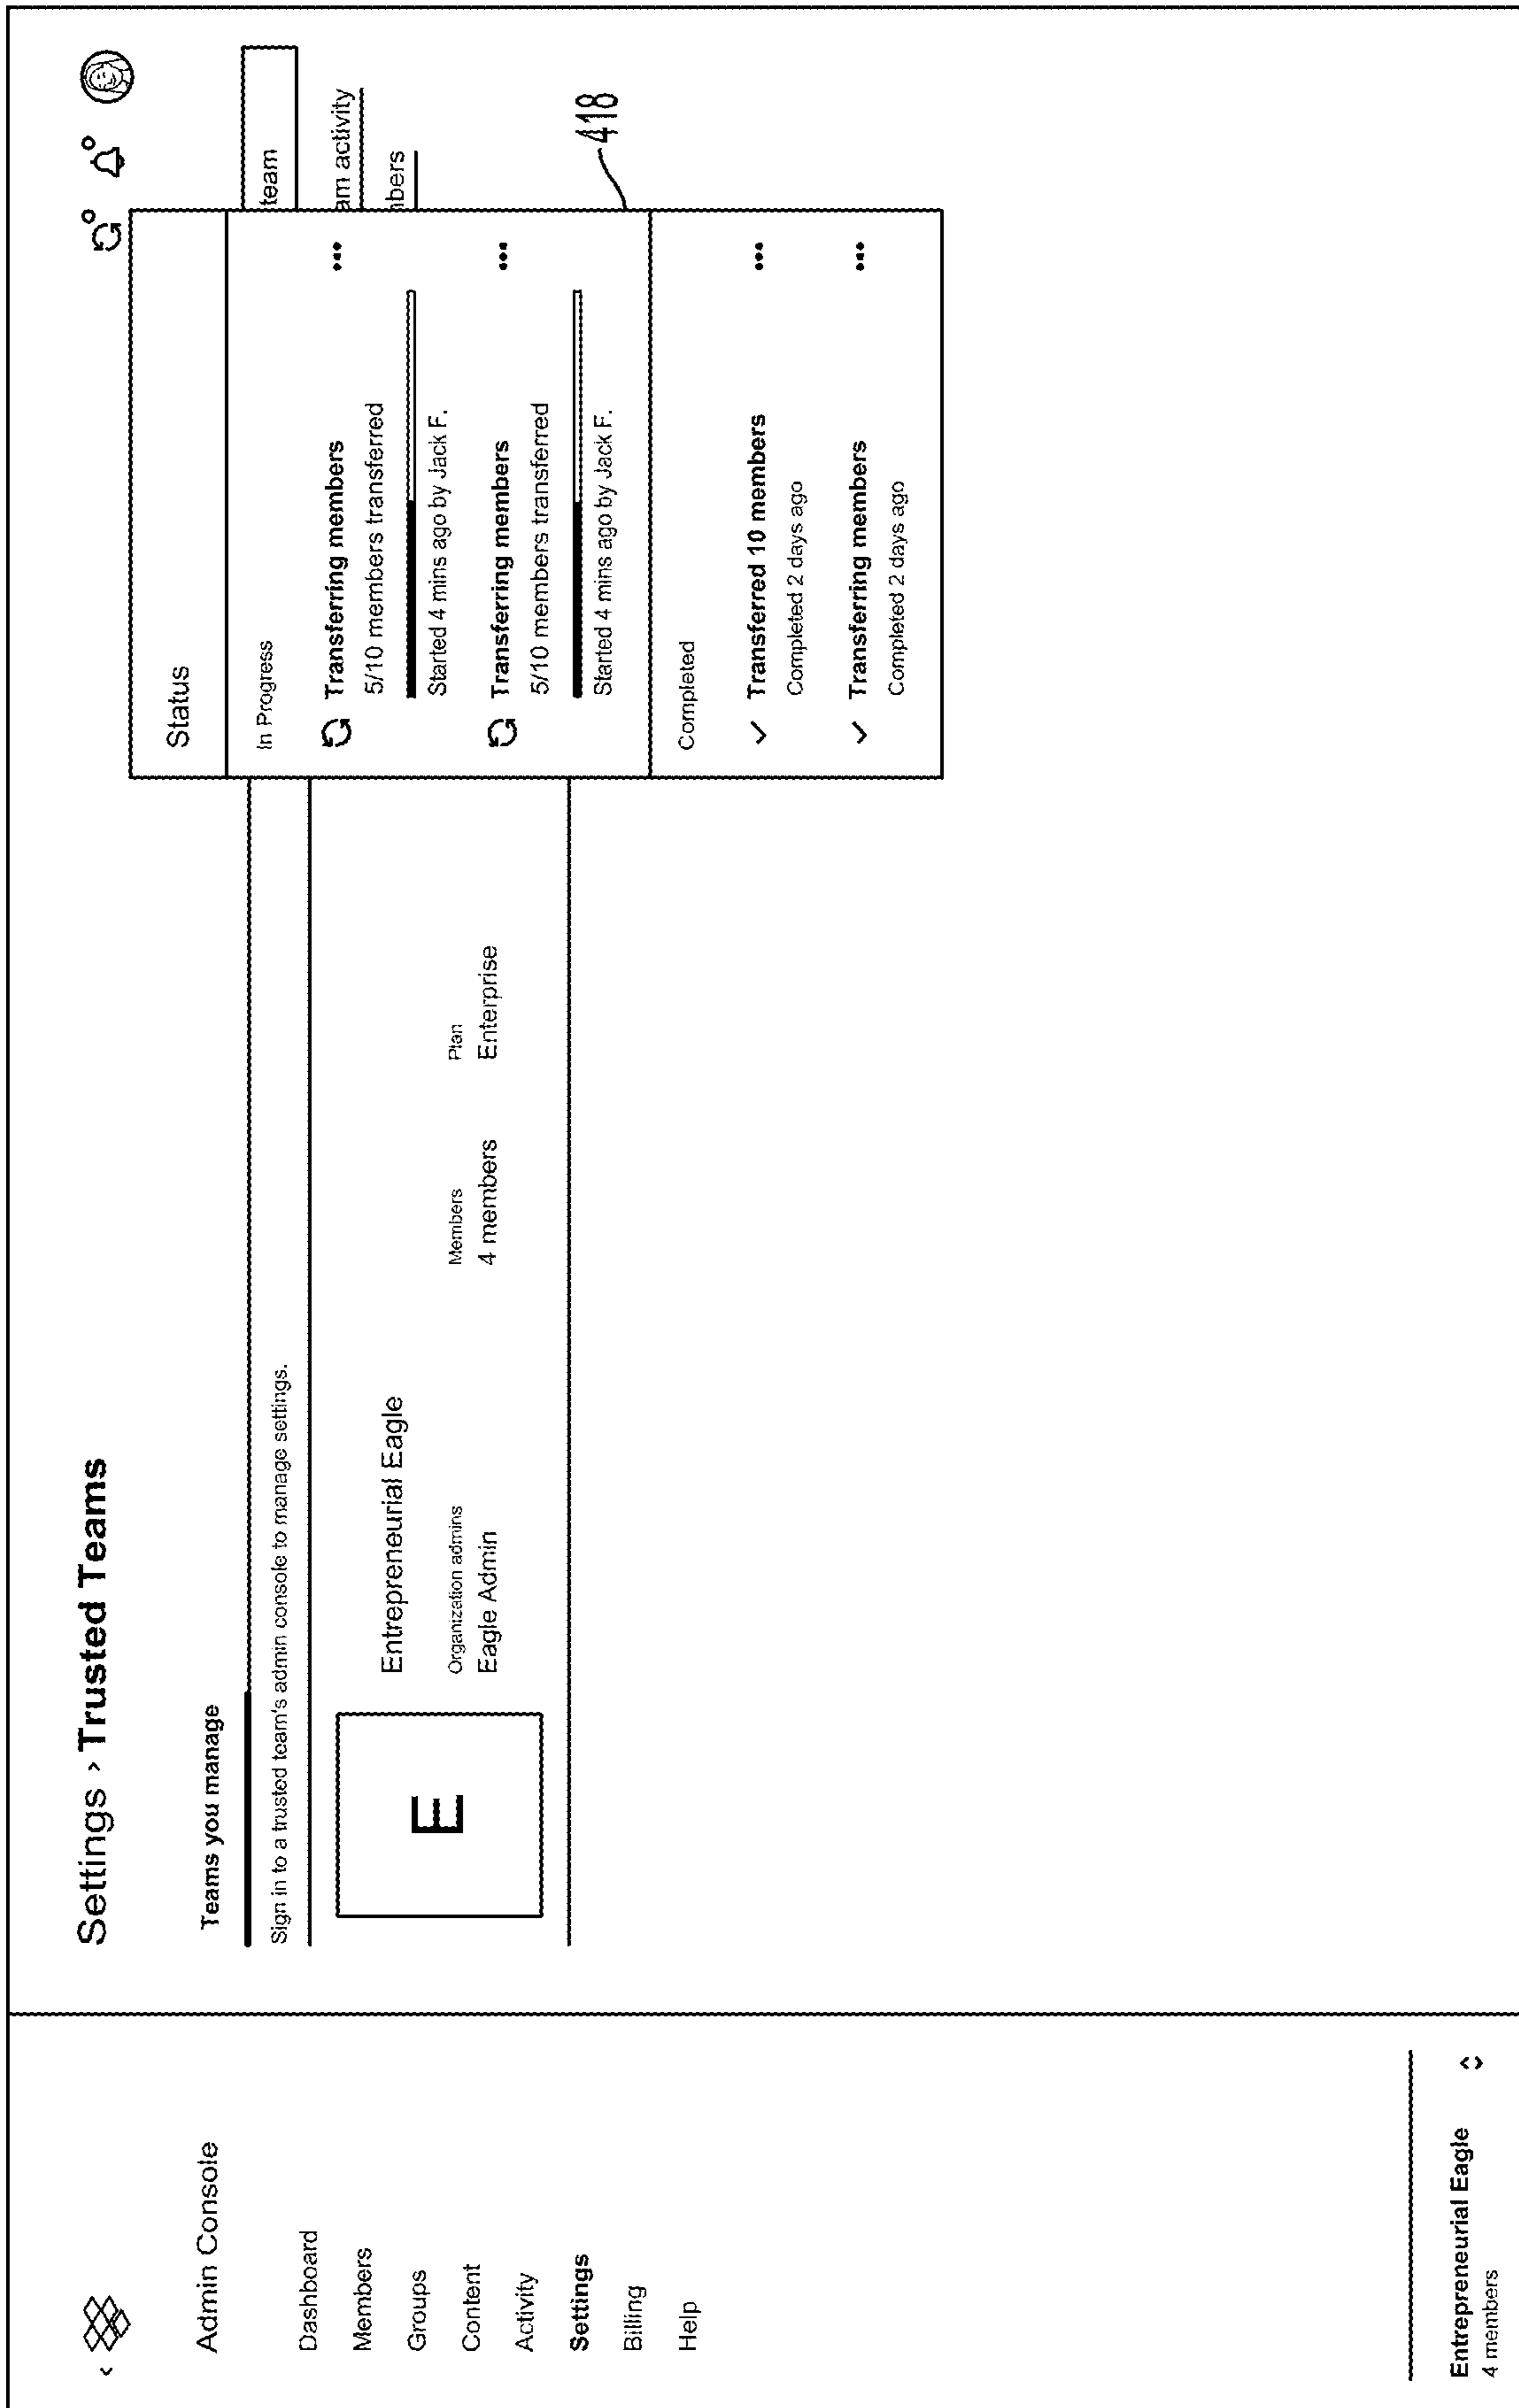 Admin Console
Dashboard
Members
Groups
Content
Activity
Settings
Billing
Help
Entrepreneurial Eagle
4 members
Settings › Trusted Teams
Teams you manage
Sign in to a trusted team's admin console to manage settings.
E
Entrepreneurial Eagle
Organization admins
Eagle Admin
Members
4 members
Plan
Enterprise
team
am activity
nbers
Status
In Progress
Transferring members
5/10 members transferred
Started 4 mins ago by Jack F.
Transferring members
5/10 members transferred
Started 4 mins ago by Jack F.
Completed
Transferred 10 members
Completed 2 days ago
Transferring members
Completed 2 days ago
418